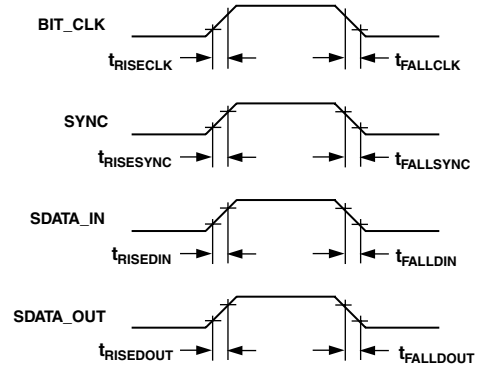 BIT_CLK
tRISECLK tFALLCLK
SYNC
tRISESYNC tFALLSYNC
SDATA_IN
tRISEDIN tFALLDIN
SDATA_OUT
tRISEDOUT tFALLDOUT